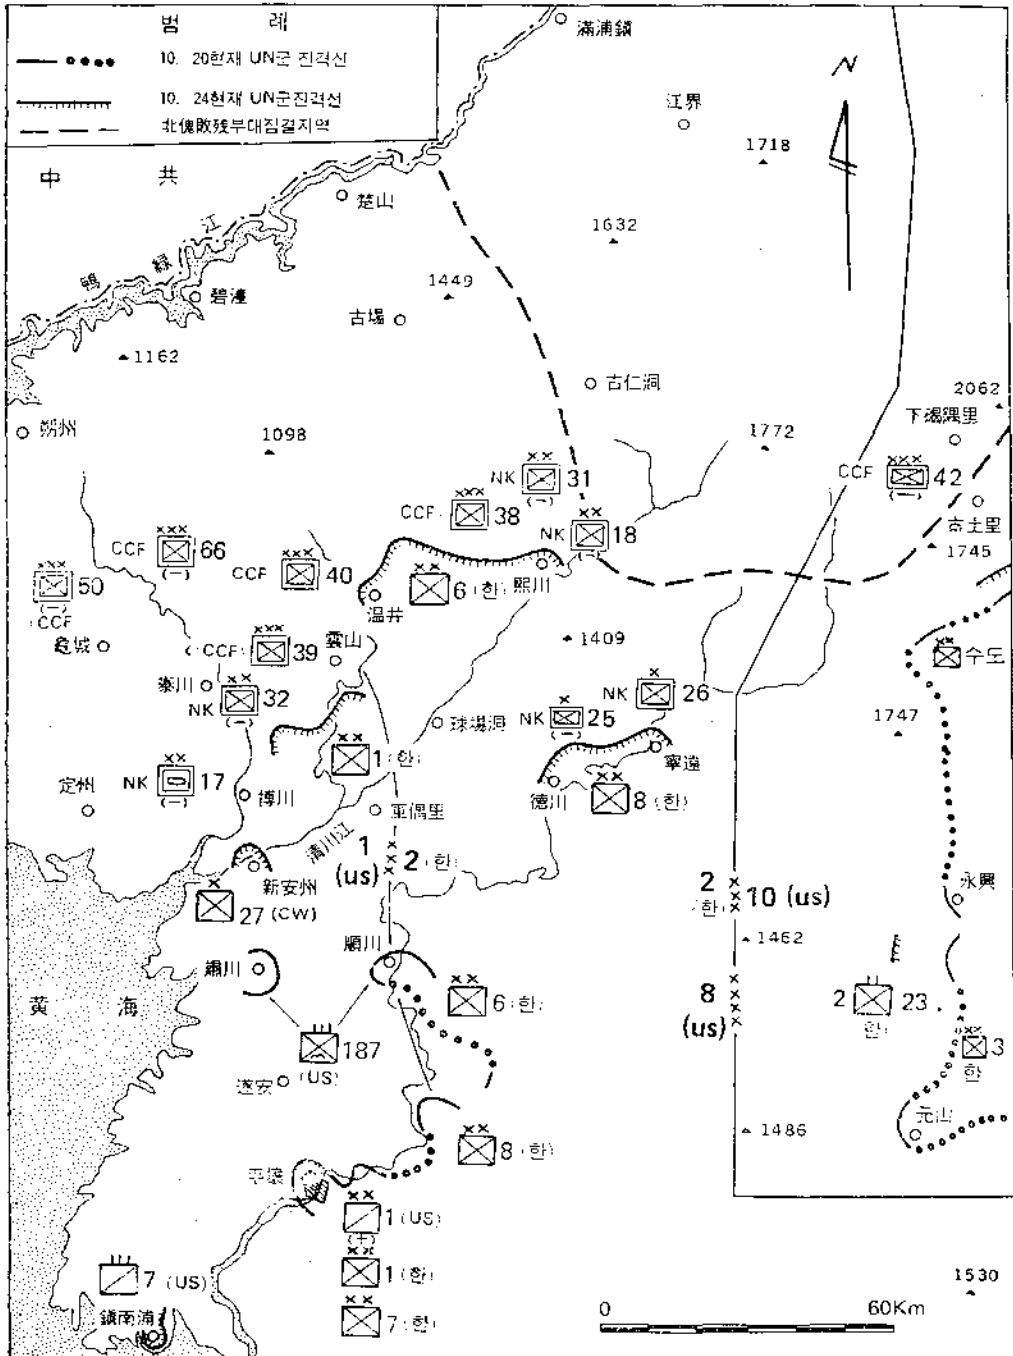 범 례
10. 20현재 UN군 진격선
10. 24현재 UN군진격선
北傀敗残부대집결지역
滿浦鎭
江界
1718
N
中 共
楚山
1632
鴨 綠 江
碧潼
1449
古場
1162
古仁洞
2062
下碣隅里
朔州
1098
1772
NK 31
CCF 42
CCF 38
NK 18
1745
CCF 66
CCF 40
6 (한)
熙川
50
CCF
温井
龜城
CCF 39
雲山
1409
수도
泰川
NK 32
NK 26
NK 25
1747
球場洞
寧遠
1 (한)
NK 17
定州
博川
德川
8 (한)
軍偶里
清川江
1 (us)
2 (한)
新安州
27 (CW)
2 (한)
10 (us)
永興
1462
順川
肅川
黄 海
6 (한)
8 (us)
2
23
한
187
(US)
3
한
遂安
元山
1486
8 (한)
平壤
1 (US)
(+)
1 (한)
7 (US)
7 (한)
鎭南浦
1530
0 60Km